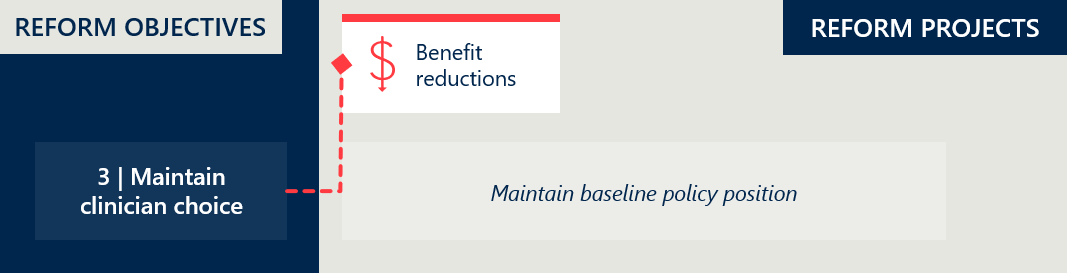 REFORM OBJECTIVES
Benefit
reductions
REFORM PROJECTS
3 | Maintain
clinician choice
Maintain baseline policy position